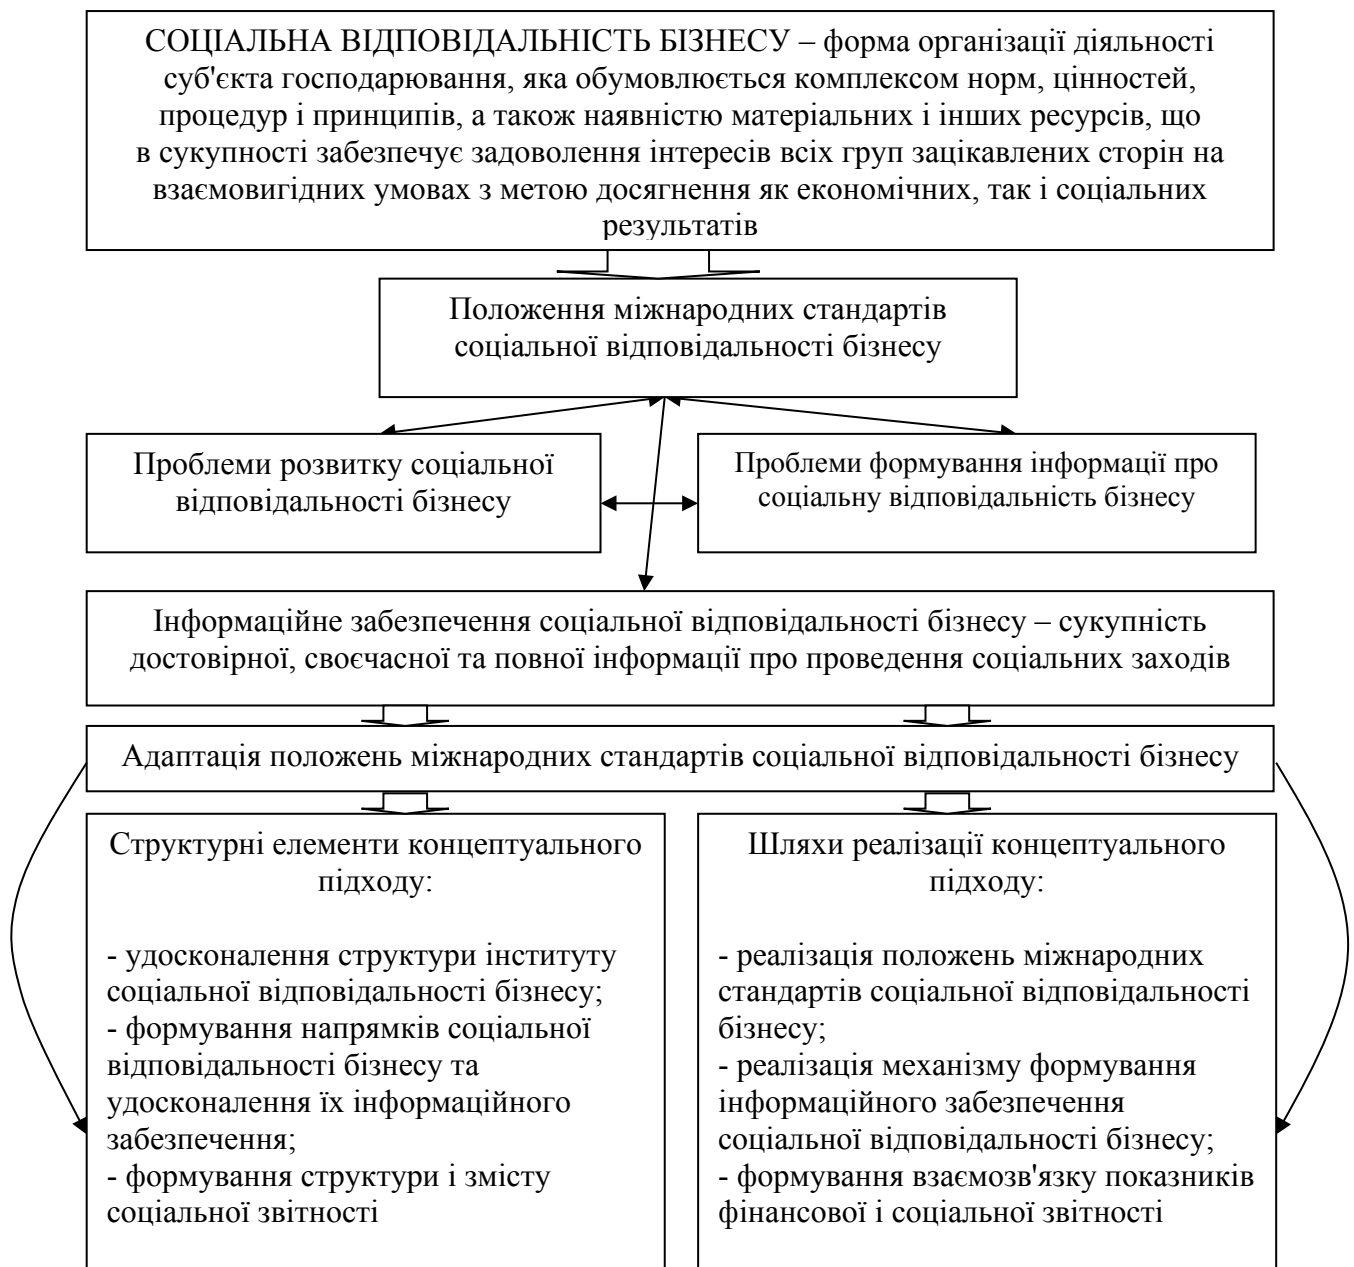 СОЦІАЛЬНА ВІДПОВІДАЛЬНІСТЬ БІЗНЕСУ – форма організації діяльності
суб'єкта господарювання, яка обумовлюється комплексом норм, цінностей,
процедур і принципів, а також наявністю матеріальних і інших ресурсів, що
в сукупності забезпечує задоволення інтересів всіх груп зацікавлених сторін на
взаємовигідних умовах з метою досягнення як економічних, так і соціальних
результатів
Положення міжнародних стандартів
соціальної відповідальності бізнесу
Проблеми розвитку соціальної
відповідальності бізнесу
Проблеми формування інформації про
соціальну відповідальність бізнесу
Інформаційне забезпечення соціальної відповідальності бізнесу – сукупність
достовірної, своєчасної та повної інформації про проведення соціальних заходів
Адаптація положень міжнародних стандартів соціальної відповідальності бізнесу
Структурні елементи концептуального
підходу:
- удосконалення структури інституту
соціальної відповідальності бізнесу;
- формування напрямків соціальної
відповідальності бізнесу та
удосконалення їх інформаційного
забезпечення;
- формування структури і змісту
соціальної звітності
Шляхи реалізації концептуального
підходу:
- реалізація положень міжнародних
стандартів соціальної відповідальності
бізнесу;
- реалізація механізму формування
інформаційного забезпечення
соціальної відповідальності бізнесу;
- формування взаємозв'язку показників
фінансової і соціальної звітності